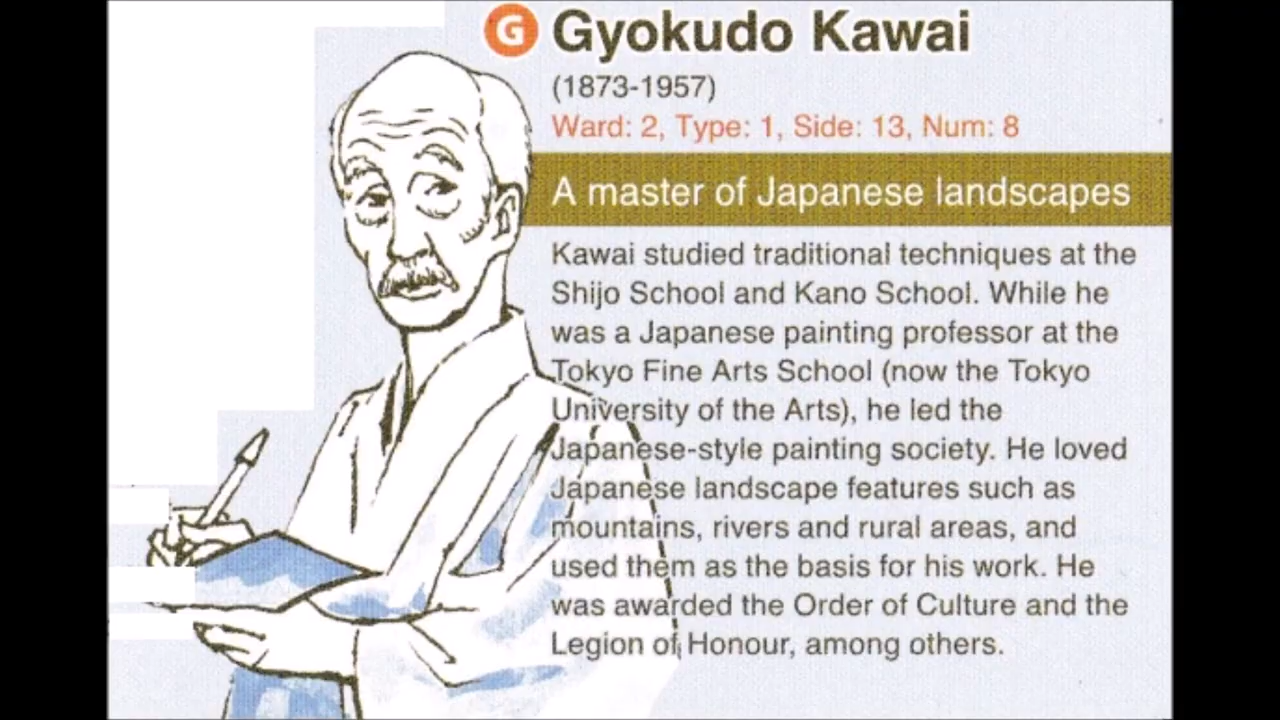 G Gyokudo Kawai
(1873-1957)
Ward: 2, Type: 1, Side: 13, Num: 8
A master of Japanese landscapes
Kawai studied traditional techniques at the
Shijo School and Kano School. While he
was a Japanese painting professor at the
Tokyo Fine Arts School (now the Tokyo
University of the Arts), he led the
Japanese-style painting society. He loved
Japanese landscape features such as
mountains, rivers and rural areas, and
used them as the basis for his work. He
was awarded the Order of Culture and the
Legion of Honour, among others.